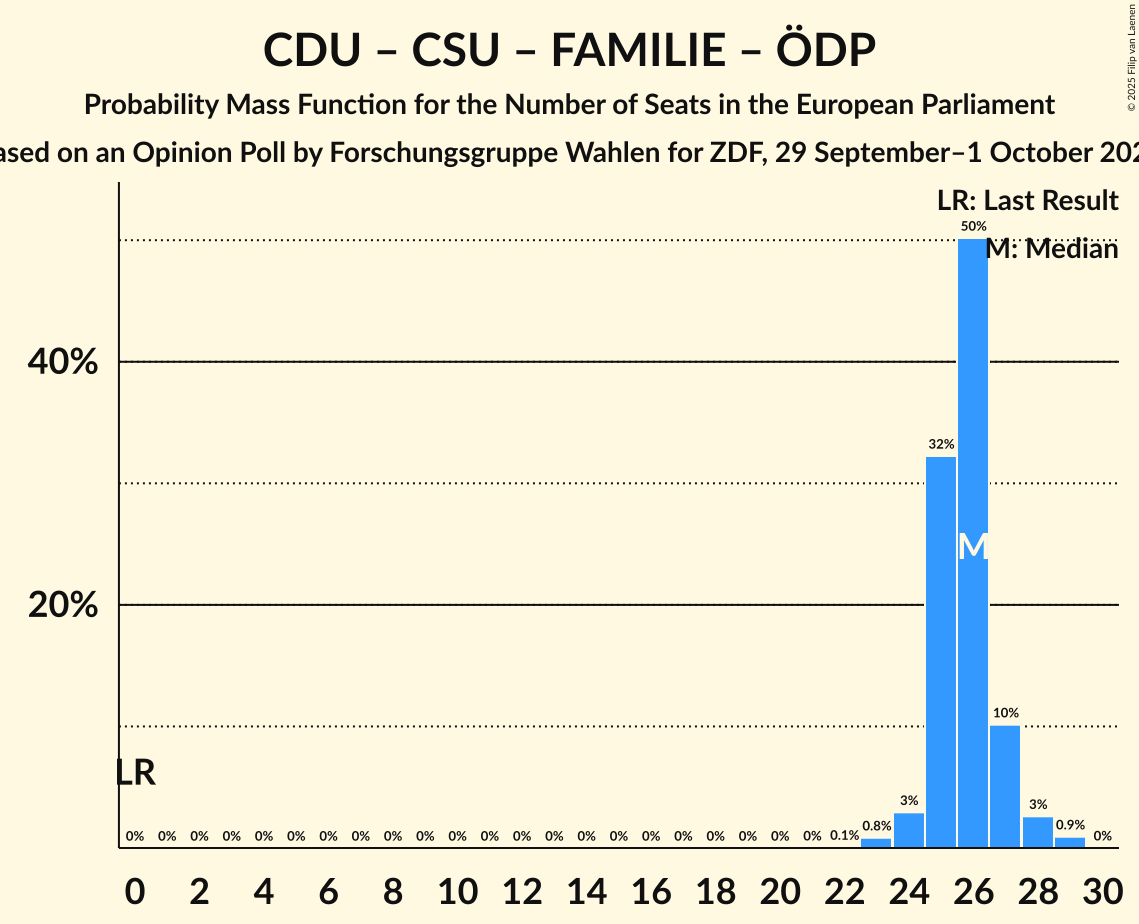 CDU – CSU – FAMILIE – ÖDP
Probability Mass Function for the Number of Seats in the European Parliament
on an Opinion Poll by Forschungsgruppe Wahlen for ZDF, 29 September–1 October
© 2025 Filip van Laenen
LR: Last Result
M: Median
50%
40%
32%
M
20%
10%
LR
3%
3%
0% 0% 0% 0% 0% 0% 0% 0% 0% 0% 0% 0% 0% 0% 0% 0% 0% 0% 0% 0% 0% 0% 0.1% 0.8% 0.9% 0%
0 2 4 6 8 10 12 14 16 18 20 22 24 26 28 30